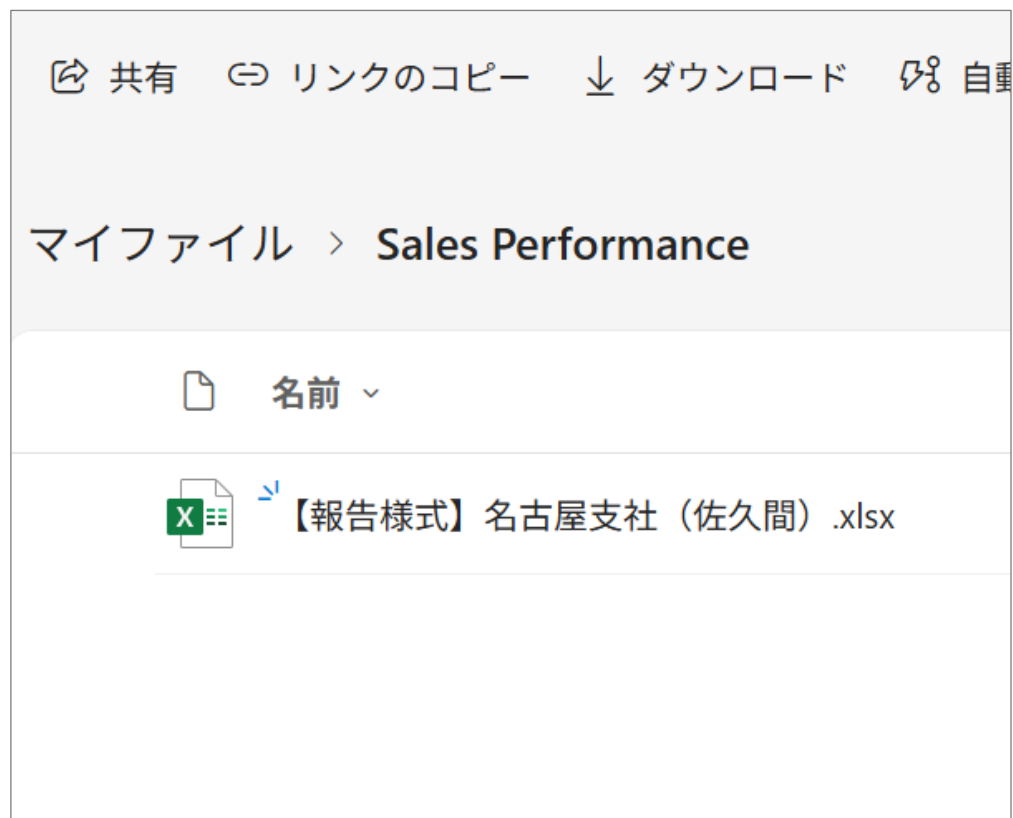 共有 リンクのコピー ダウンロード 自動
マイファイル > Sales Performance
名前
X
【報告様式】名古屋支社（佐久間）.xlsx